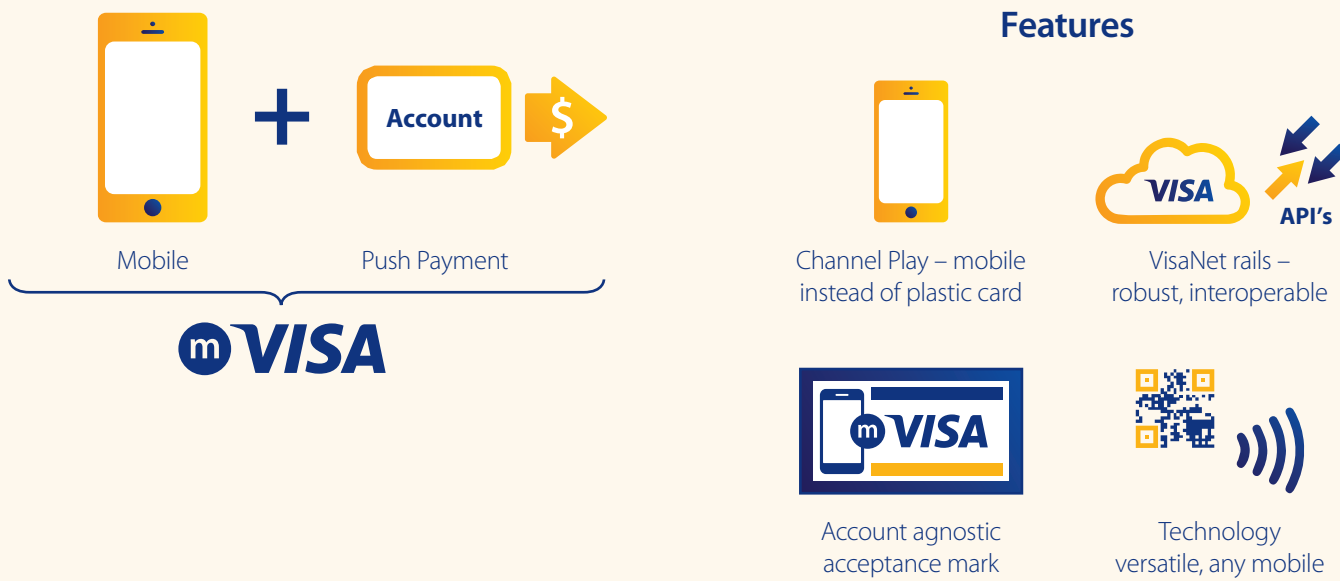 Account
$
Mobile
Push Payment
m VISA
Features
Channel Play – mobile
instead of plastic card
VISA
API's
VisaNet rails –
robust, interoperable
m VISA
Account agnostic
acceptance mark
Technology
versatile, any mobile